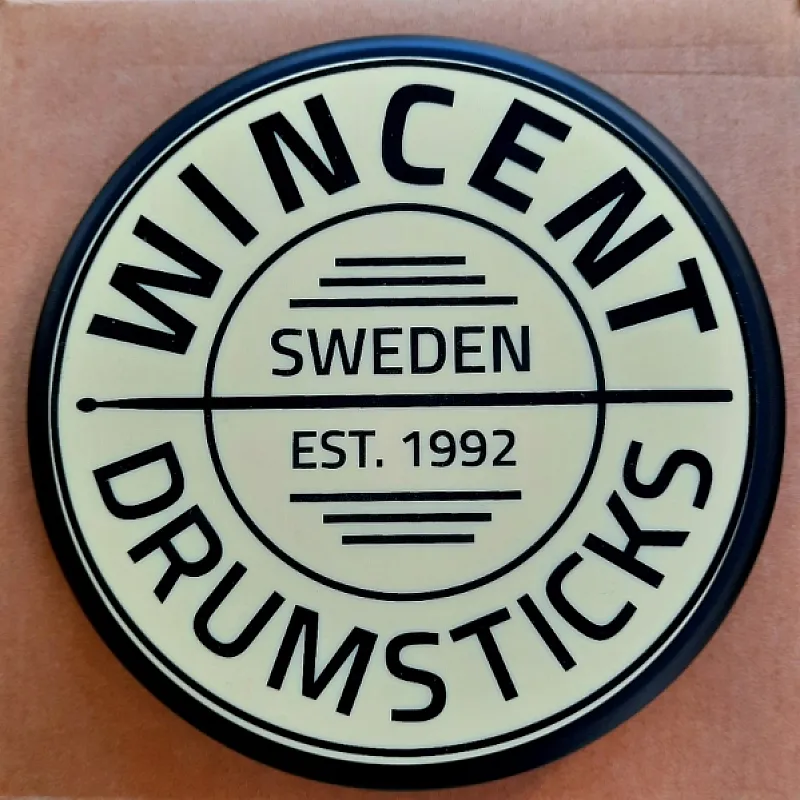 WINCENT
SWEDEN
EST. 1992
DRUMSTICKS